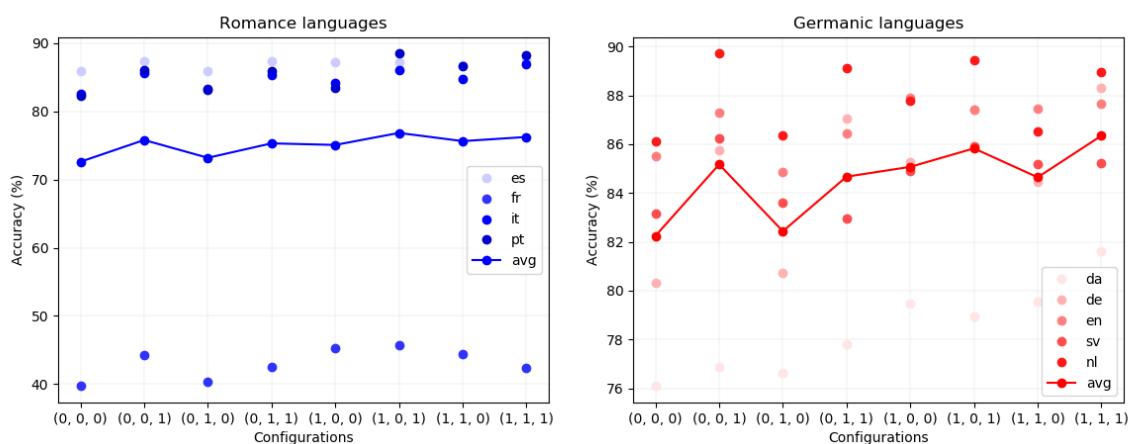 Romance languages
Accuracy (%)
90
80
70
60
50
40
es
fr
it
pt
avg
(0, 0, 0) (0, 0, 1) (0, 1, 0) (0, 1, 1) (1, 0, 0) (1, 0, 1) (1, 1, 0) (1, 1, 1)
Configurations
Germanic languages
Accuracy (%)
90
88
86
84
82
80
78
76
da
de
en
sv
nl
avg
(0, 0, 0) (0, 0, 1) (0, 1, 0) (0, 1, 1) (1, 0, 0) (1, 0, 1) (1, 1, 0) (1, 1, 1)
Configurations